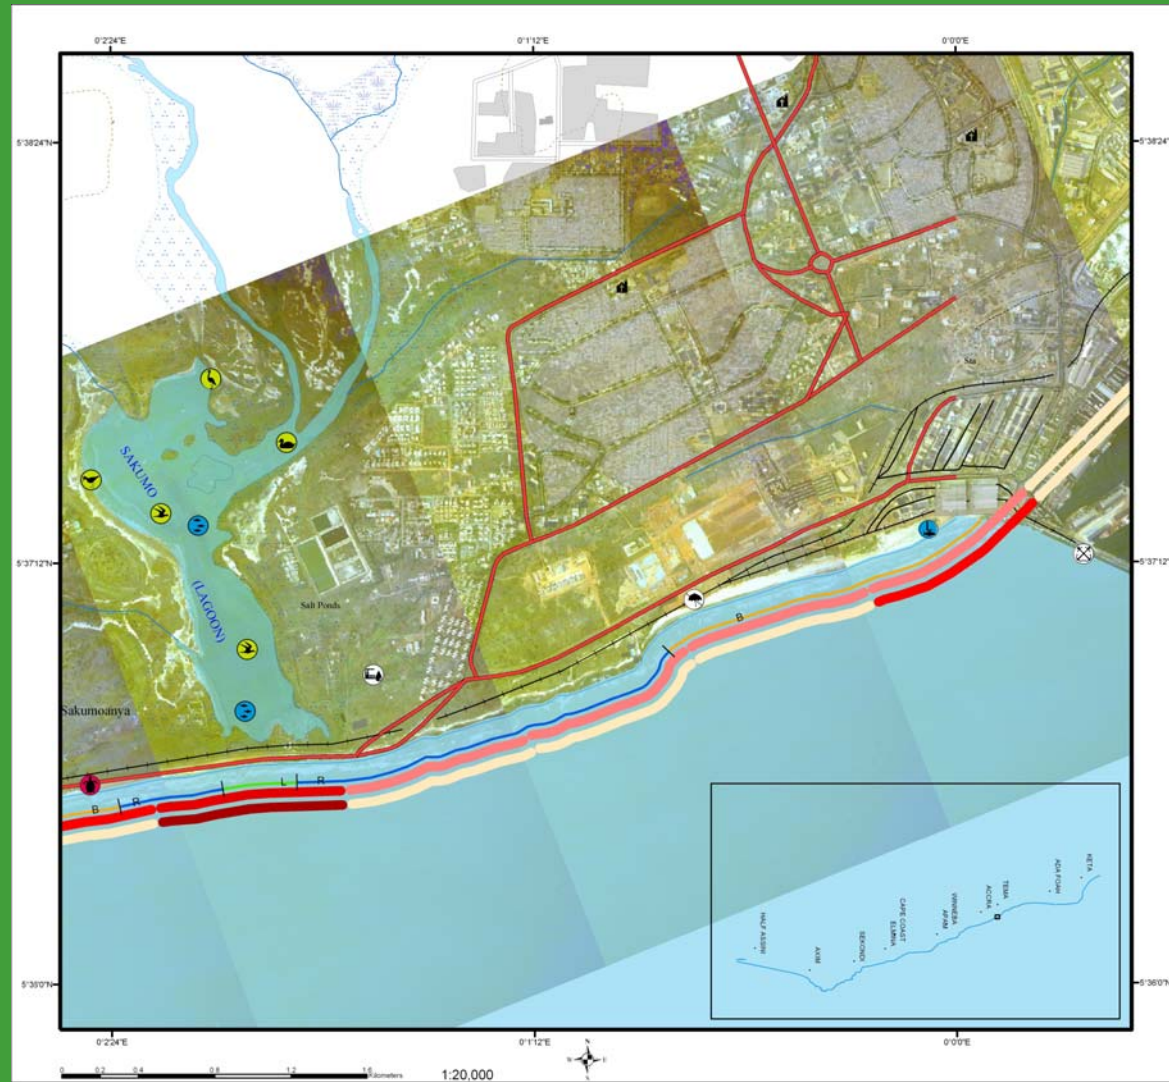 0°2'24"E 0°1'12"E 0°0'0"E
5°38'24"N 5°38'24"N
Sta
SAKUMO
5°37'12"N 5°37'12"N
(LAGOON)
Salt Ponds
Sakumoanya
B
L
R
B
R
KETA
ADA FOAH
TEMA
ACCRA
WINNEBA
APAM
CAPE COAST
ELMINA
SEKONDI
AXIM
HALF ASSINI
5°36'0"N 5°36'0"N
0°2'24"E 0°1'12"E 0°0'0"E
N
W E
S
0 0.2 0.4 0.8 1.2 1.6
Kilometers
1:20,000